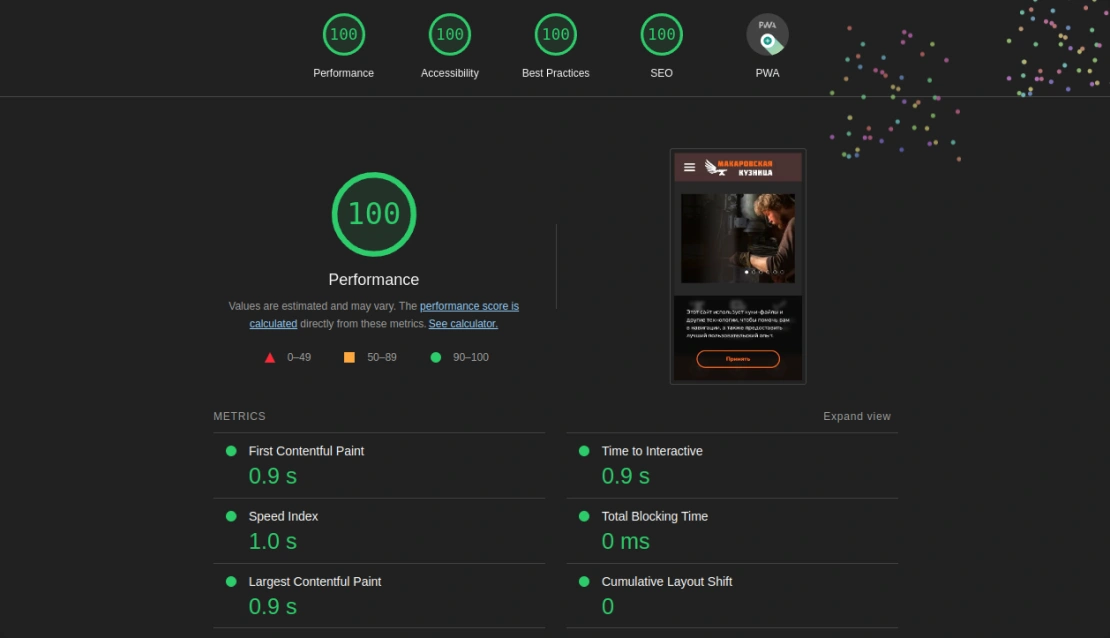 100 100 100 100 PWA
Performance Accessibility Best Practices SEO PWA
МАКАРОВСКАЯ
КУЗНИЦА
100
Performance
Values are estimated and may vary. The performance score is
calculated directly from these metrics. See calculator.
0–49 50–89 90–100
Этот сайт использует куки-файлы и
другие технологии, чтобы помочь вам
в навигации, а также предоставить
лучший пользовательский опыт.
Принять
METRICS Expand view
First Contentful Paint Time to Interactive
0.9 s 0.9 s
Speed Index Total Blocking Time
1.0 s 0 ms
Largest Contentful Paint Cumulative Layout Shift
0.9 s 0